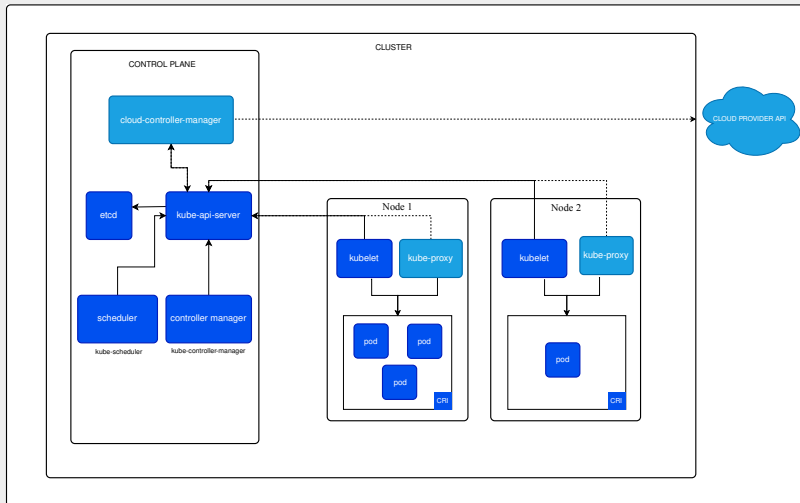 CLUSTER
CONTROL PLANE
cloud-controller-manager
CLOUD PROVIDER API
etcd
kube-api-server
Node 1
Node 2
kubelet
kube-proxy
kubelet
kube-proxy
scheduler
controller manager
kube-scheduler
kube-controller-manager
pod
pod
pod
CRI
pod
CRI